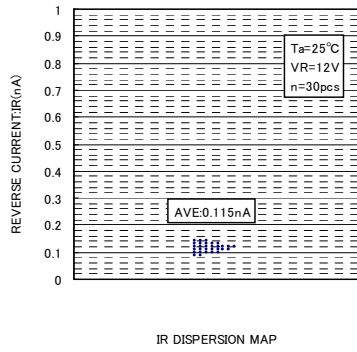 REVERSE CURRENT:IR(nA)
1
0.9
0.8
0.7
0.6
0.5
0.4
0.3
0.2
0.1
0
Ta=25℃
VR=12V
n=30pcs
AVE:0.115nA
IR DISPERSION MAP